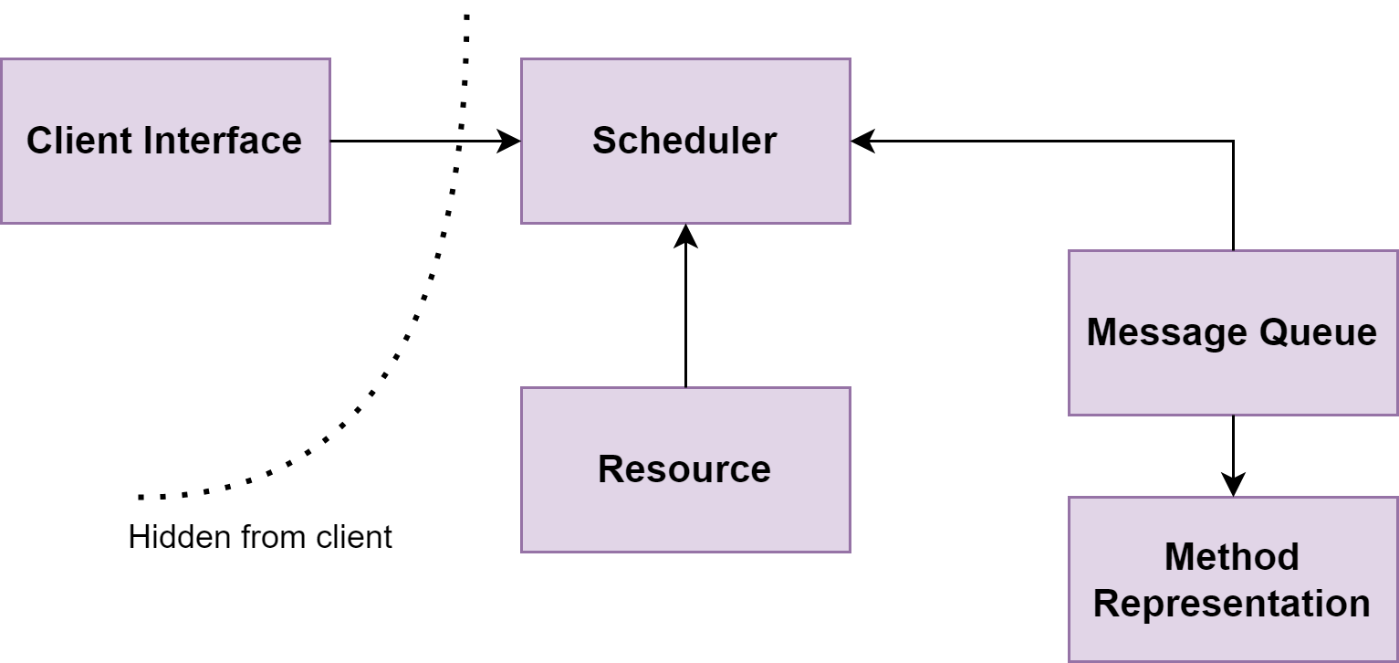 Client Interface
Scheduler
Message Queue
Resource
Hidden from client
Method
Representation